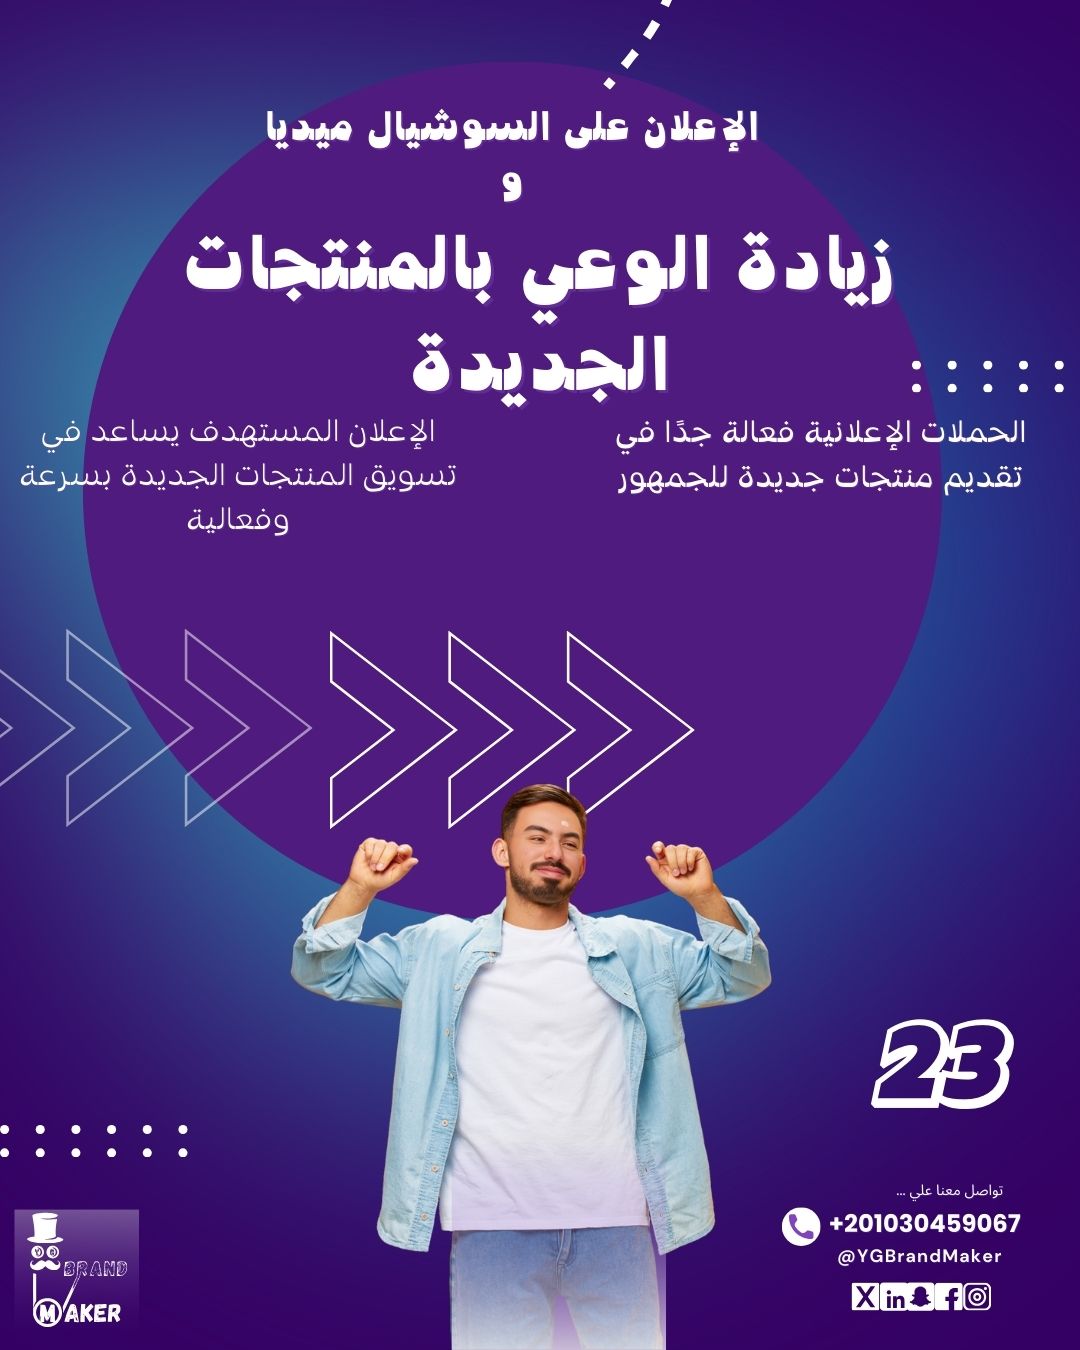 الإعلان على السوشيال ميديا
و
زيادة الوعي بالمنتجات
الجديدة
الحملات الإعلانية فعالة جدًا في
تقديم منتجات جديدة للجمهور
الإعلان المستهدف يساعد في
تسويق المنتجات الجديدة بسرعة
وفعالية
23
تواصل معنا علي ...
+201030459067
@YGBrandMaker
BRAND
MAKER